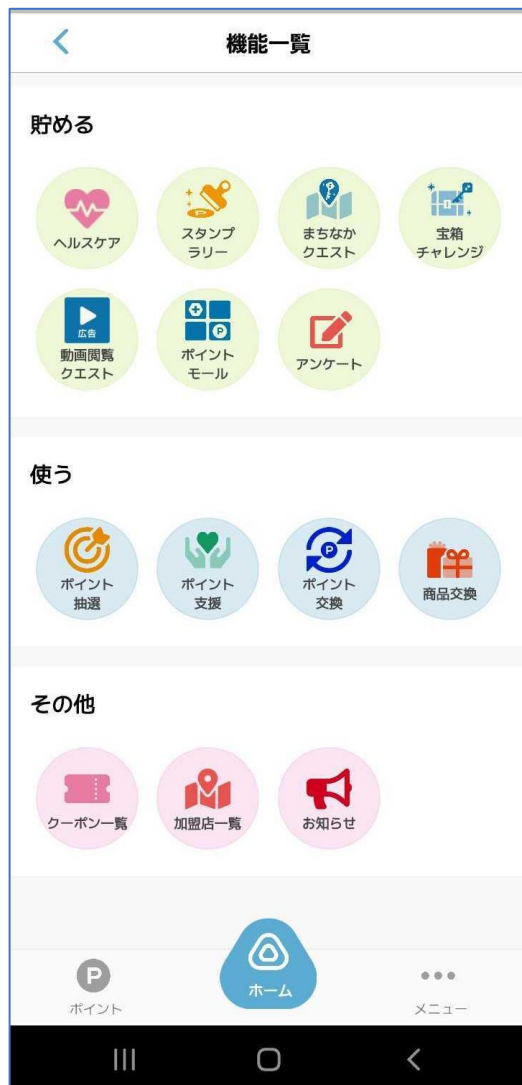 機能一覧
貯める
ヘルスケア
スタンプ
ラリー
まちなか
クエスト
宝箱
チャレンジ
広告
動画閲覧
クエスト
P
ポイント
モール
アンケート
使う
ポイント
抽選
ポイント
支援
P
ポイント
交換
商品交換
その他
クーポン一覧
加盟店一覧
お知らせ
P
ポイント
ホーム
メニュー